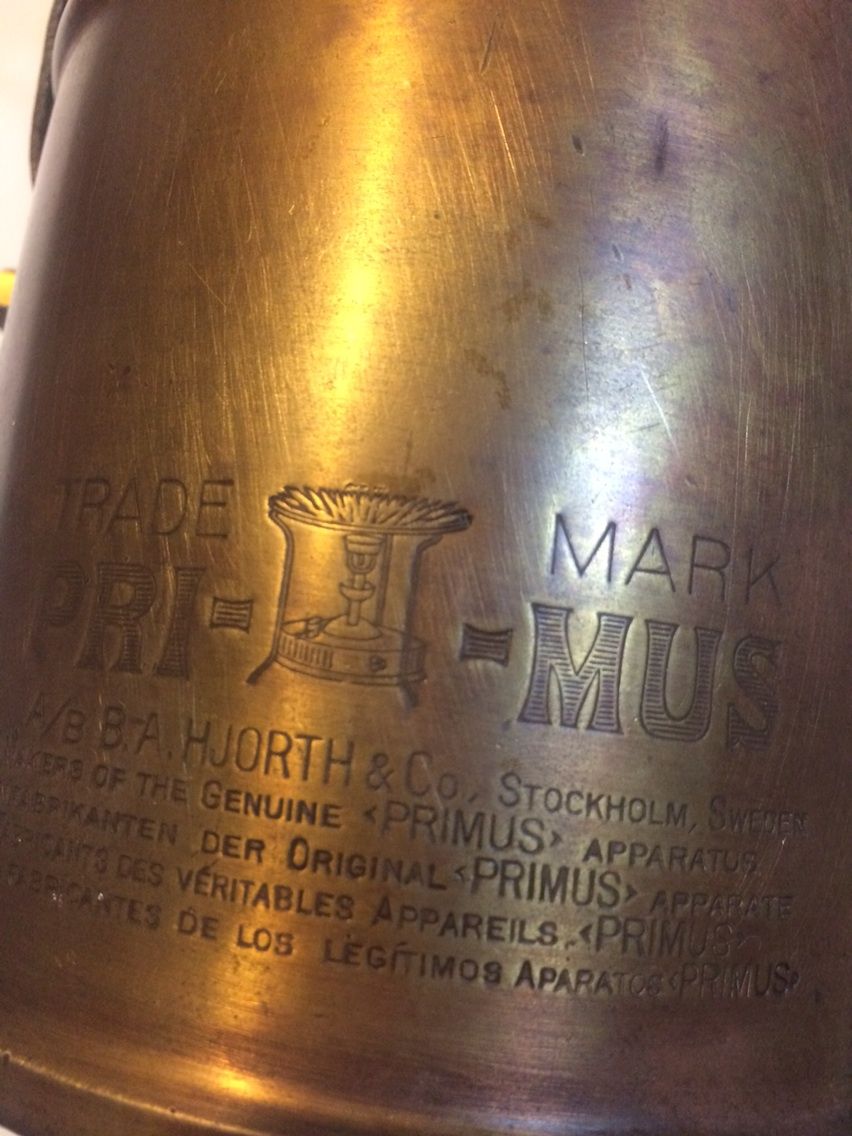 TRADE MARK
PRI- -MUS
A/B B.A. HJORTH & Co., STOCKHOLM, SWEDEN
MAKERS OF THE GENUINE <PRIMUS> APPARATUS
FABRIKANTEN DER ORIGINAL <PRIMUS> APPARATE
FABRICANTS DES VÉRITABLES APPAREILS <PRIMUS>
FABRICANTES DE LOS LEGÍTIMOS APARATOS <PRIMUS>